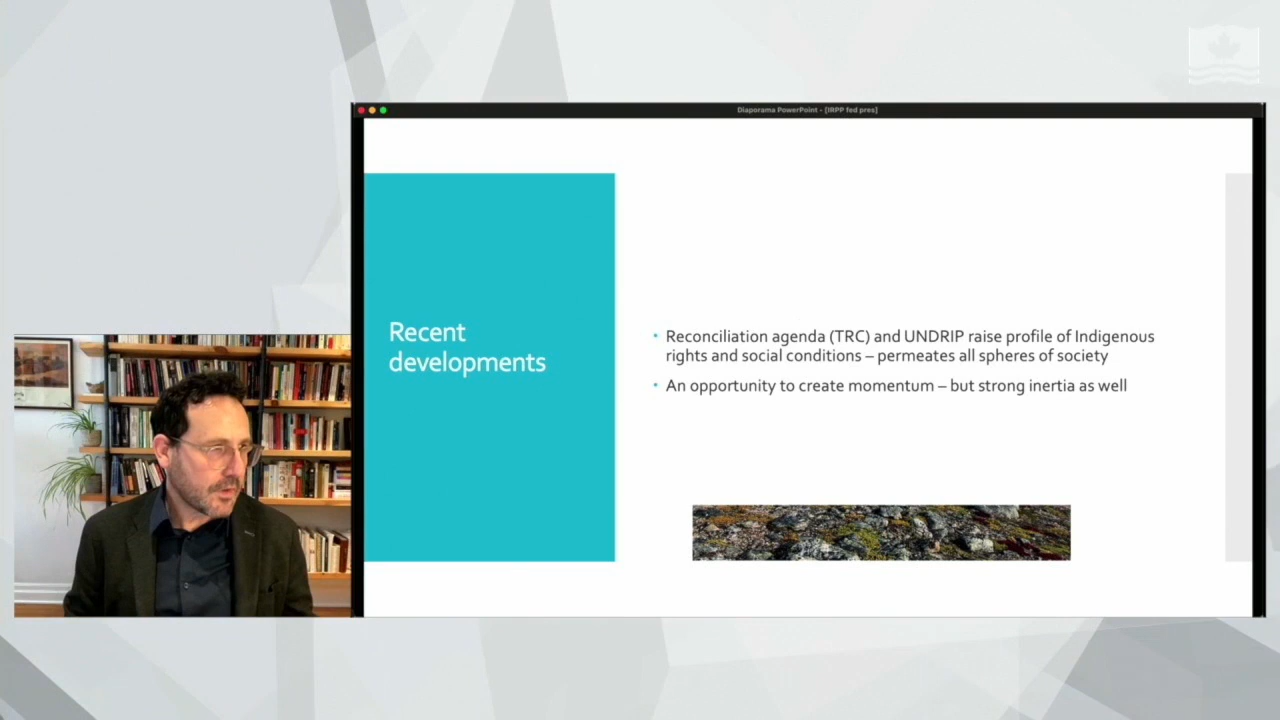 Diaporama PowerPoint - [IRPP fed pres]
Recent
developments
• Reconciliation agenda (TRC) and UNDRIP raise profile of Indigenous
rights and social conditions – permeates all spheres of society
• An opportunity to create momentum – but strong inertia as well